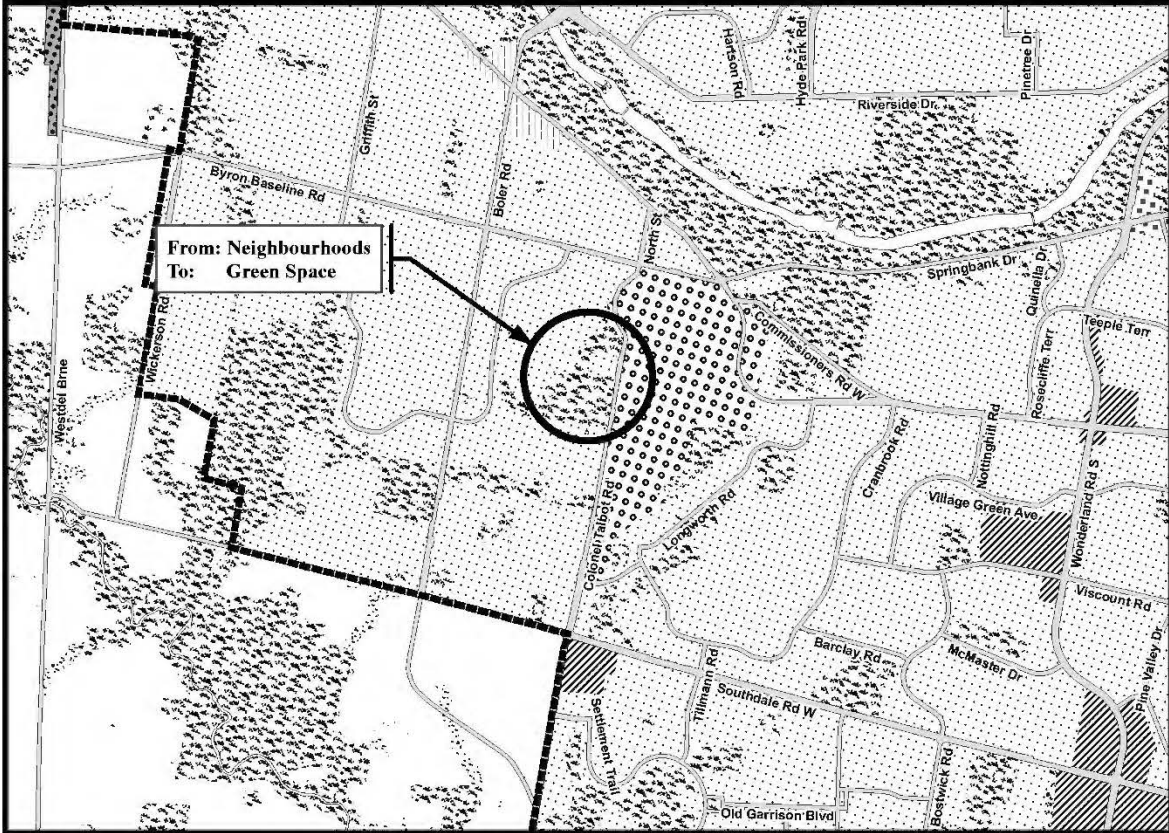 Hartson Rd
Hyde Park Rd
Pinetree Dr
Riverside Dr
Griffith St
Boler Rd
Byron Baseline Rd
North St
From: Neighbourhoods
To: Green Space
Springbank Dr
Quinella Dr
Teeple Terr
Rosecliffe Terr
Commissioners Rd W
Wickerson Rd
Westdel Brne
Cranbrook Rd
Nottinghill Rd
Village Green Ave
Wonderland Rd S
Colonel Talbot Rd
Longworth Rd
Viscount Rd
Barclay Rd
McMaster Dr
Pine Valley Dr
Tillmann Rd
Southdale Rd W
Settlement Trail
Bostwick Rd
Old Garrison Blvd